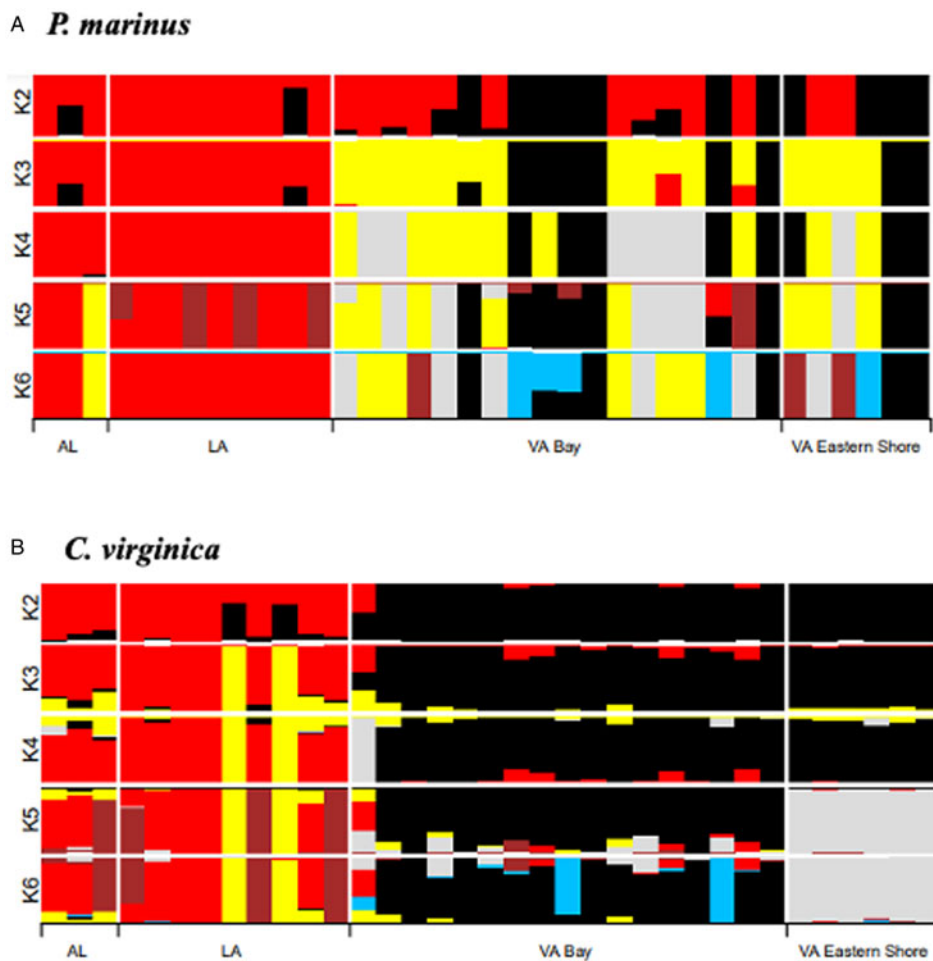 A P. marinus
K2
K3
K4
K5
K6
AL LA VA Bay VA Eastern Shore
B C. virginica
K2
K3
K4
K5
K6
AL LA VA Bay VA Eastern Shore